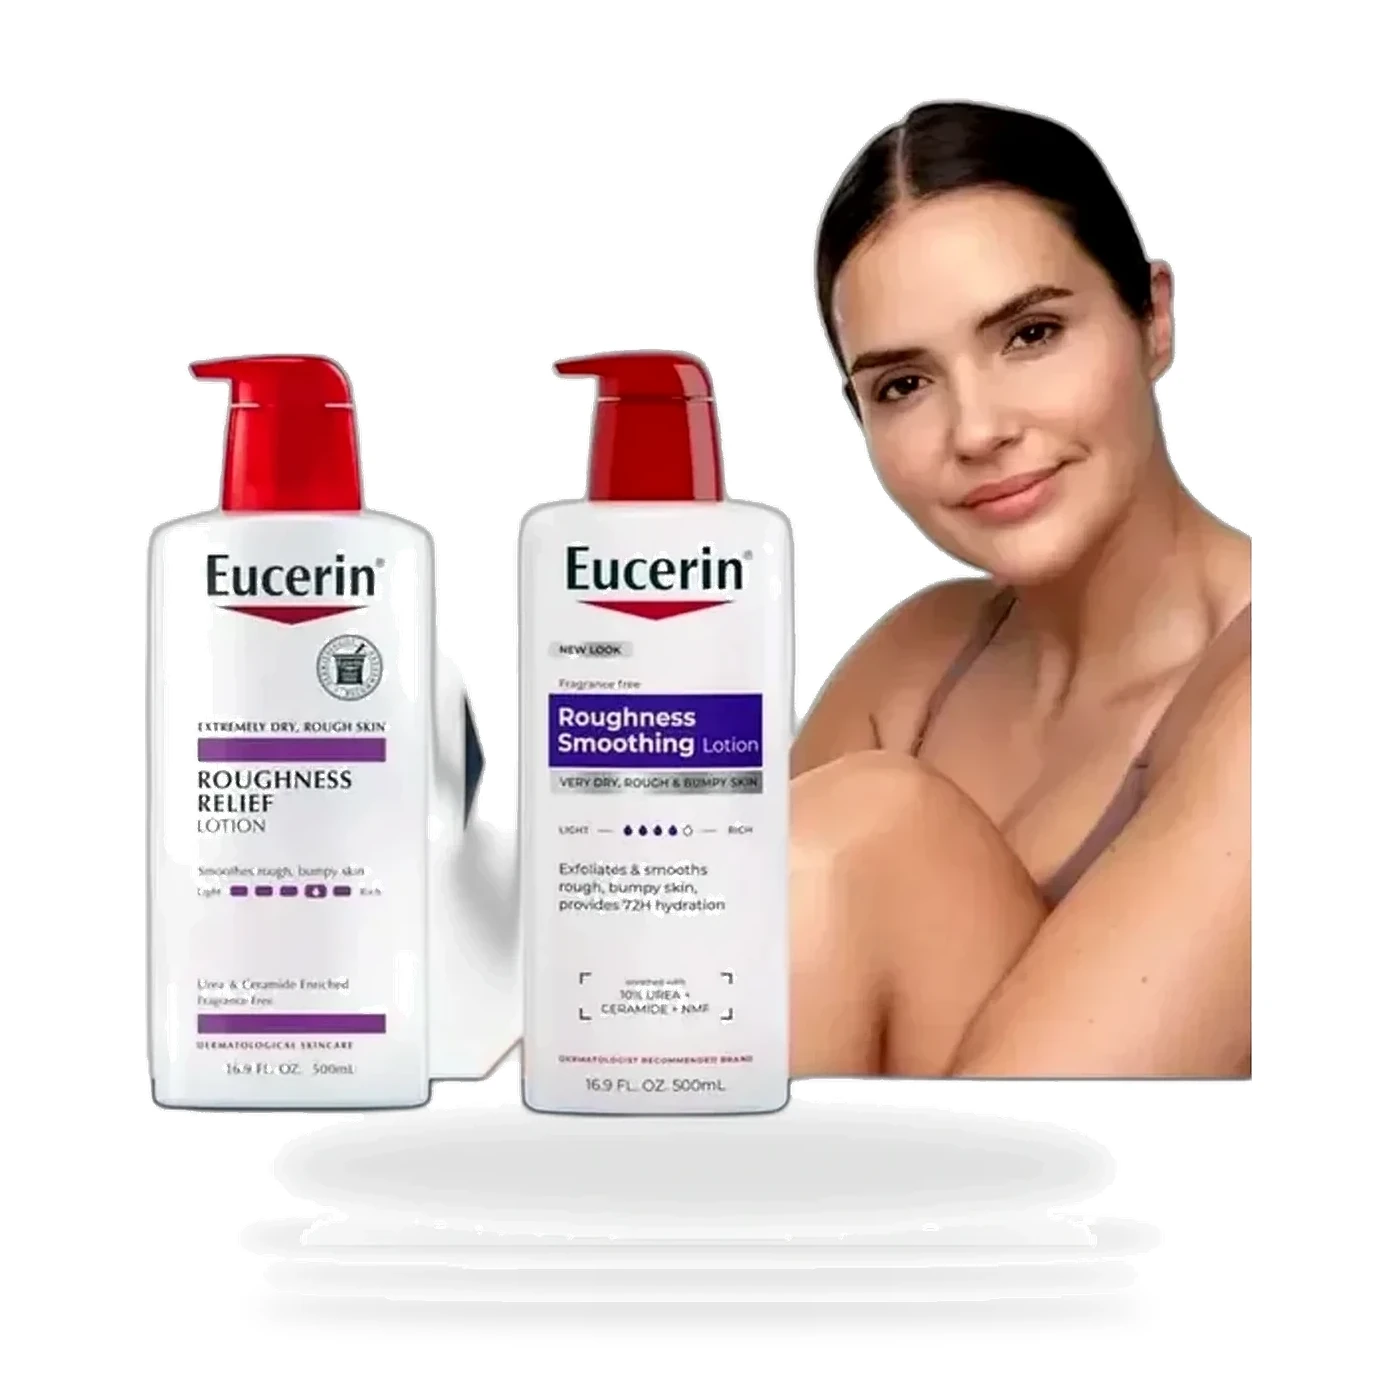 Eucerin®
EXTREMELY DRY, ROUGH SKIN
ROUGHNESS
RELIEF
LOTION
Smoothes rough, bumpy skin
Light
Rich
Urea & Ceramide Enriched
Fragrance Free
DERMATOLOGICAL SKINCARE
16.9 FL. OZ. 500mL
Eucerin®
NEW LOOK
Fragrance free
Roughness
Smoothing Lotion
VERY DRY, ROUGH & BUMPY SKIN
LIGHT — — RICH
Exfoliates & smooths
rough, bumpy skin,
provides 72H hydration
enriched with
10% UREA +
CERAMIDE + NMF
DERMATOLOGIST RECOMMENDED BRAND
16.9 FL. OZ. 500mL